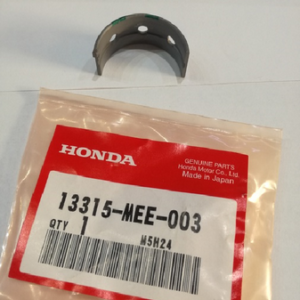 HONDA
GENUINE PARTS
Honda Motor Co., Ltd.
Made in Japan
13315-MEE-003
QTY 1
M5H24